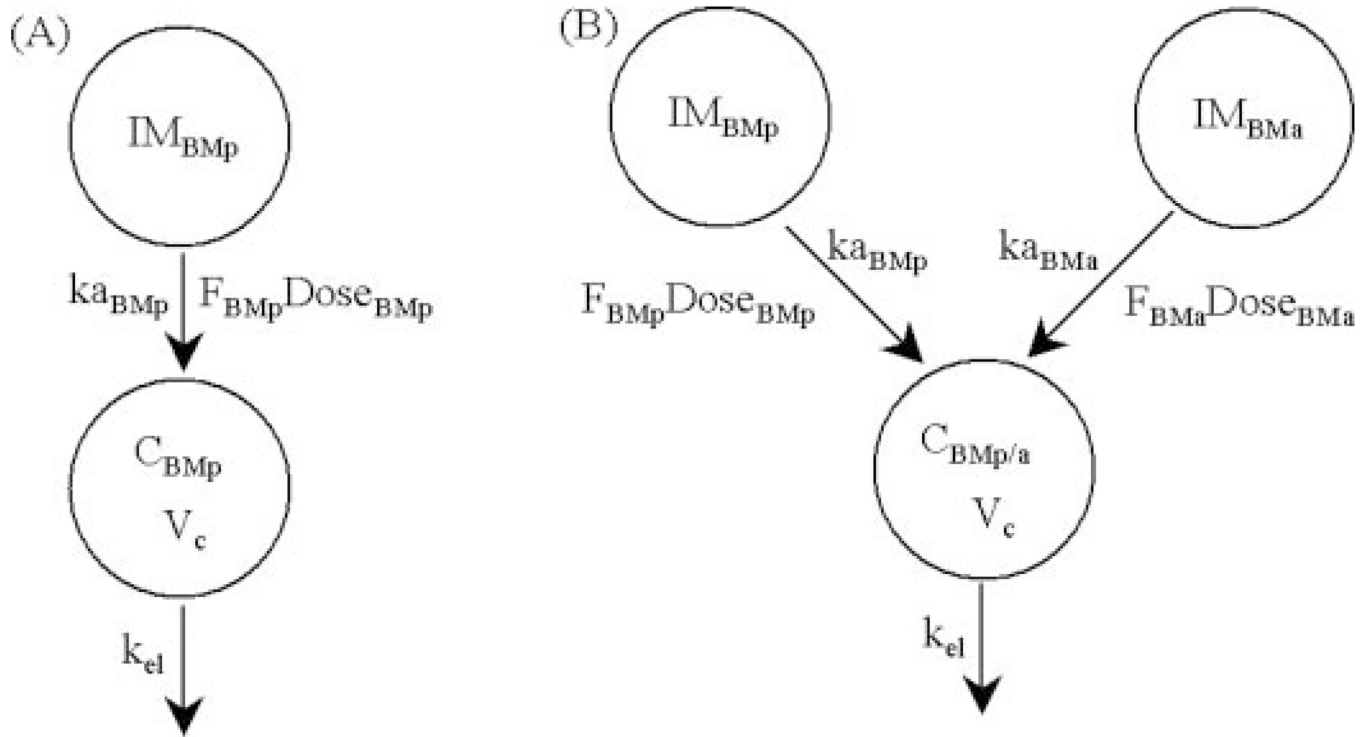 (A)
IM_BMp
ka_BMp F_BMpDose_BMp
C_BMp
V_c
k_el
(B)
IM_BMp
IM_BMa
ka_BMp
ka_BMa
F_BMpDose_BMp
F_BMaDose_BMa
C_BMp/a
V_c
k_el